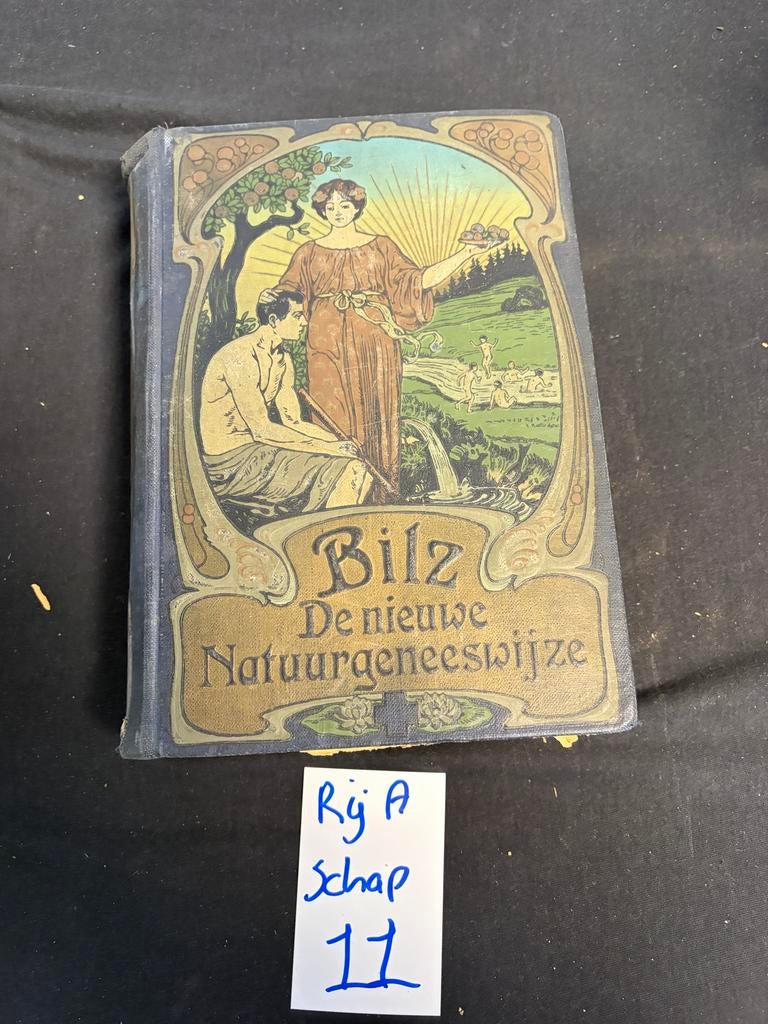 Bilz
De nieuwe
Natuurgeneeswijze
Rij A
Schap
11